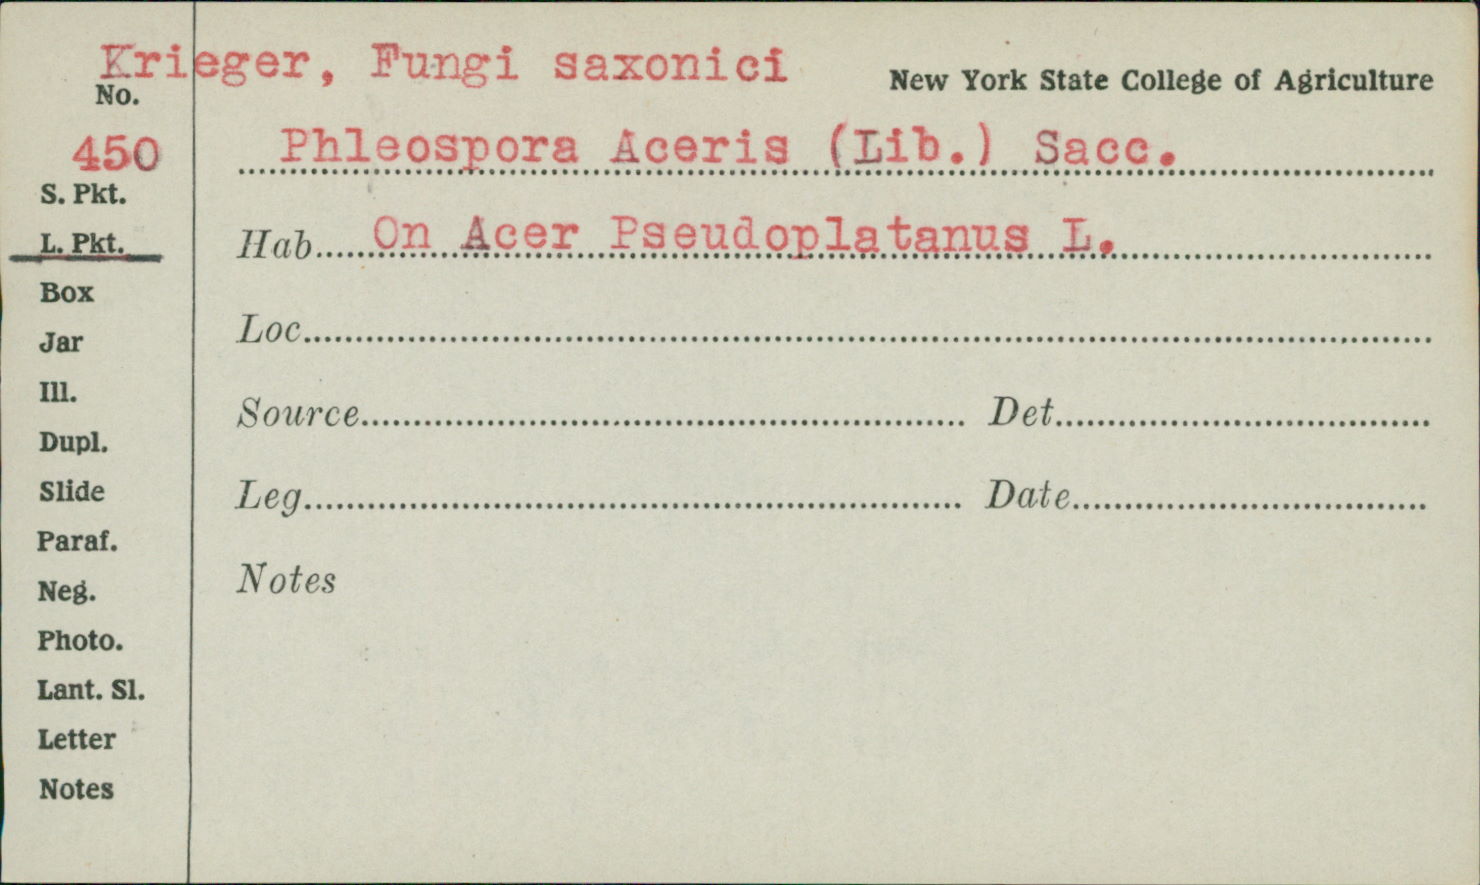 Krieger, Fungi saxonici
New York State College of Agriculture
No.
450
Phleospora Aceris (Lib.) Sacc.
S. Pkt.
L. Pkt.
Hab.....On Acer Pseudoplatanus L.
Box
Loc
Jar
Ill.
Source Det
Dupl.
Slide
Leg Date
Paraf.
Notes
Neg.
Photo.
Lant. Sl.
Letter
Notes